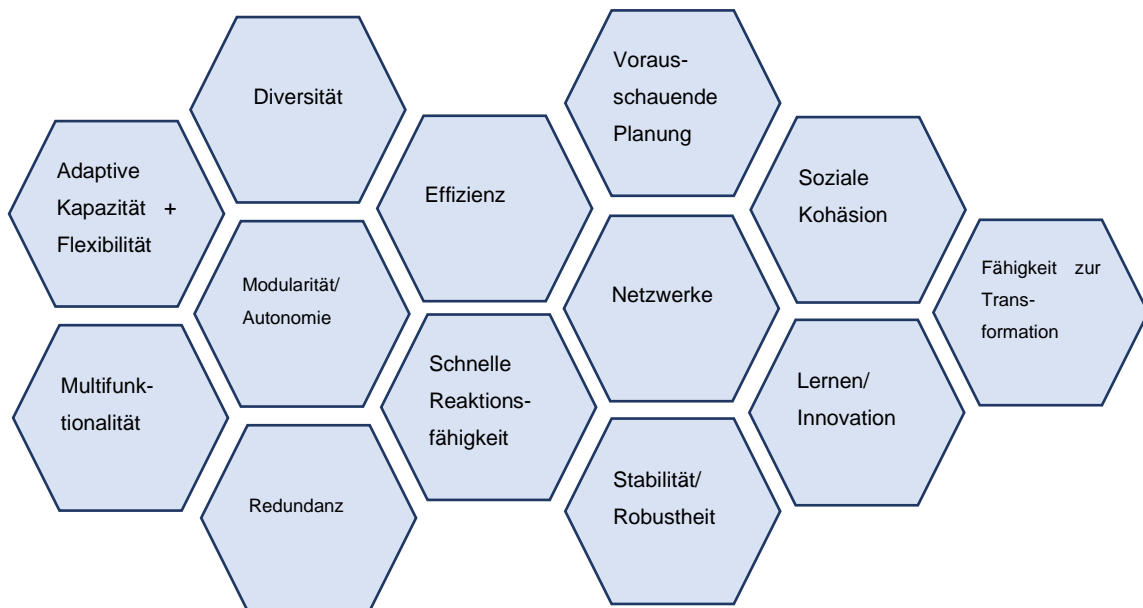 Diversität
Voraus-
schauende
Planung
Adaptive
Kapazität +
Flexibilität
Effizienz
Soziale
Kohäsion
Modularität/
Autonomie
Netzwerke
Fähigkeit zur
Trans-
formation
Multifunk-
tionalität
Schnelle
Reaktions-
fähigkeit
Lernen/
Innovation
Redundanz
Stabilität/
Robustheit